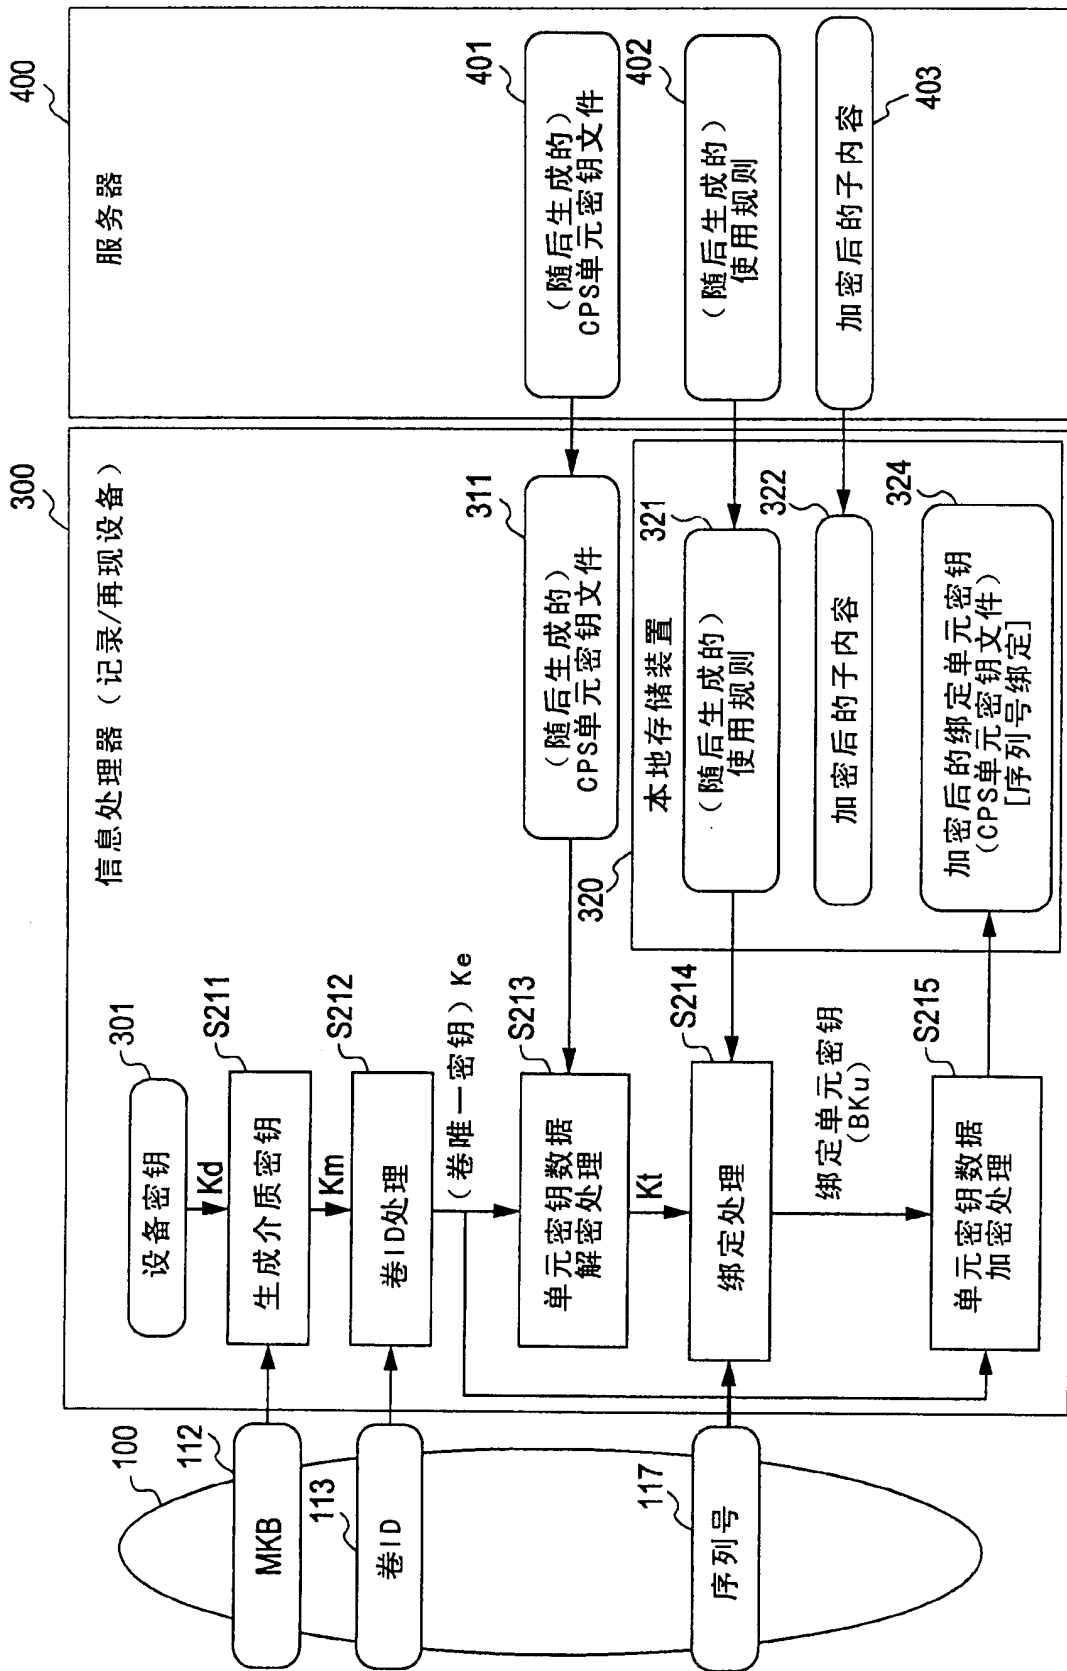 100
MKB
112
卷ID
113
序列号
117
300
信息处理器（记录/再现设备）
设备密钥
301
Kd
生成介质密钥
S211
Km
卷ID处理
S212
（卷唯一密钥）Ke
单元密钥数据
解密处理
S213
Kt
绑定处理
S214
绑定单元密钥
（BKu）
单元密钥数据
加密处理
S215
（随后生成的）
CPS单元密钥文件
311
320
本地存储装置
（随后生成的）
使用规则
321
加密后的子内容
322
加密后的绑定单元密钥
（CPS单元密钥文件）
[序列号绑定]
324
400
服务器
（随后生成的）
CPS单元密钥文件
401
（随后生成的）
使用规则
402
加密后的子内容
403